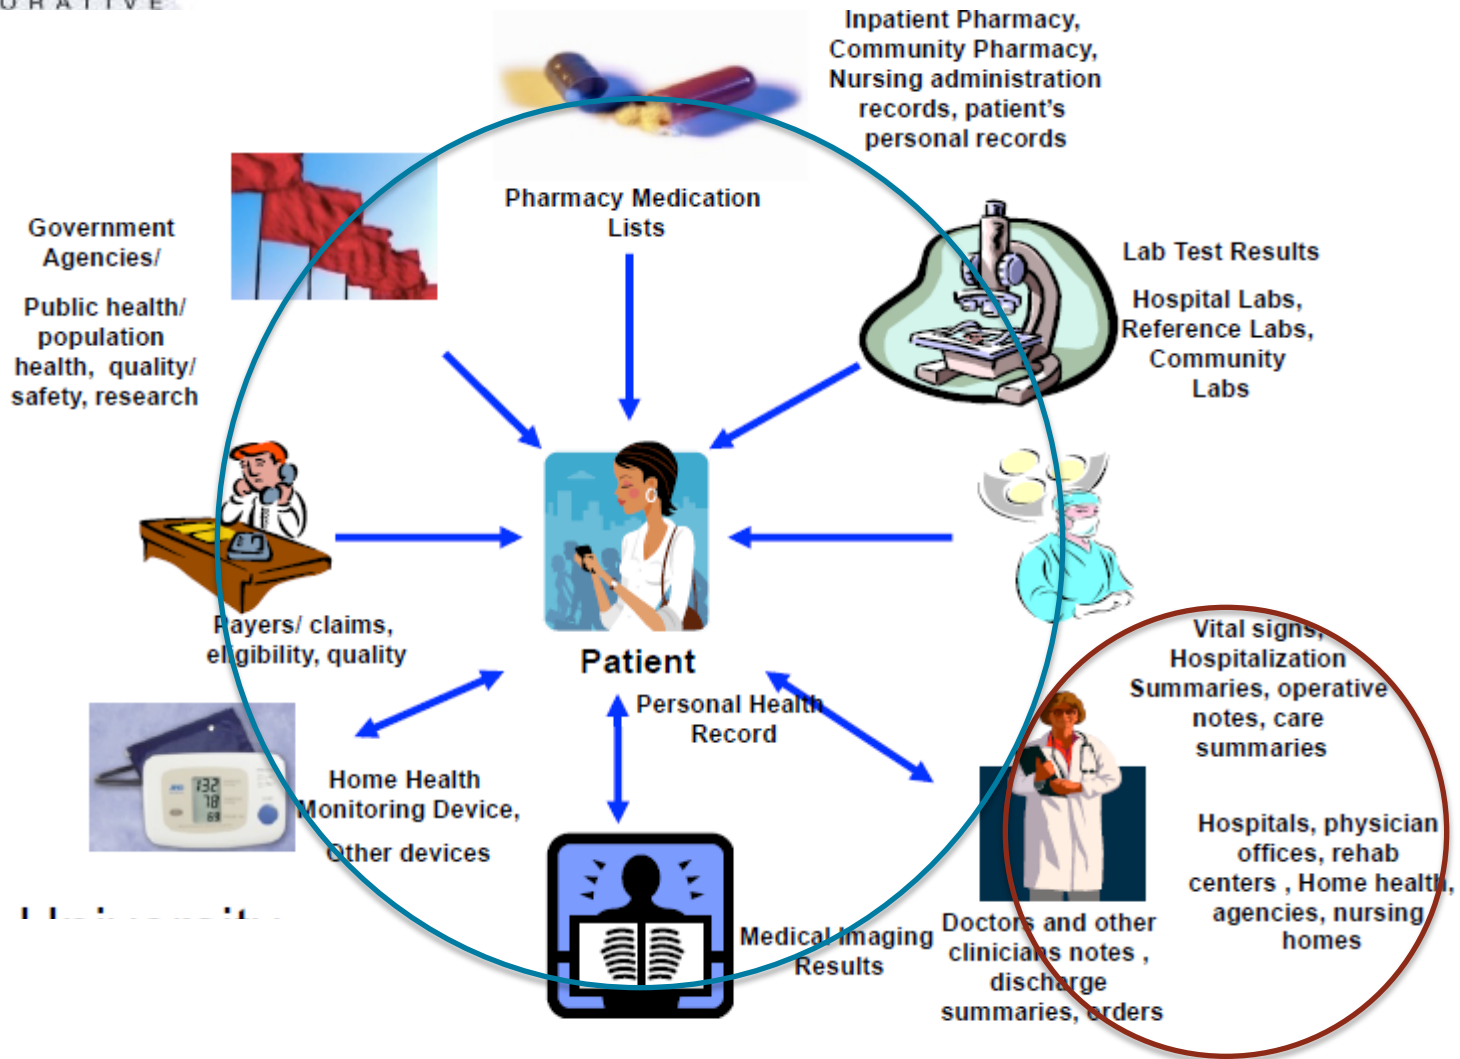 Inpatient Pharmacy,
Community Pharmacy,
Nursing administration
records, patient's
personal records
Pharmacy Medication
Lists
Government
Agencies/
Public health/
population
health, quality/
safety, research
Lab Test Results
Hospital Labs,
Reference Labs,
Community
Labs
Payers/ claims,
eligibility, quality
Patient
Personal Health
Record
Vital signs,
Hospitalization
Summaries, operative
notes, care
summaries
132
78
69
Home Health
Monitoring Device,
Other devices
Hospitals, physician
offices, rehab
centers , Home health,
agencies, nursing
homes
Medical Imaging
Results
Doctors and other
clinicians notes ,
discharge
summaries, orders